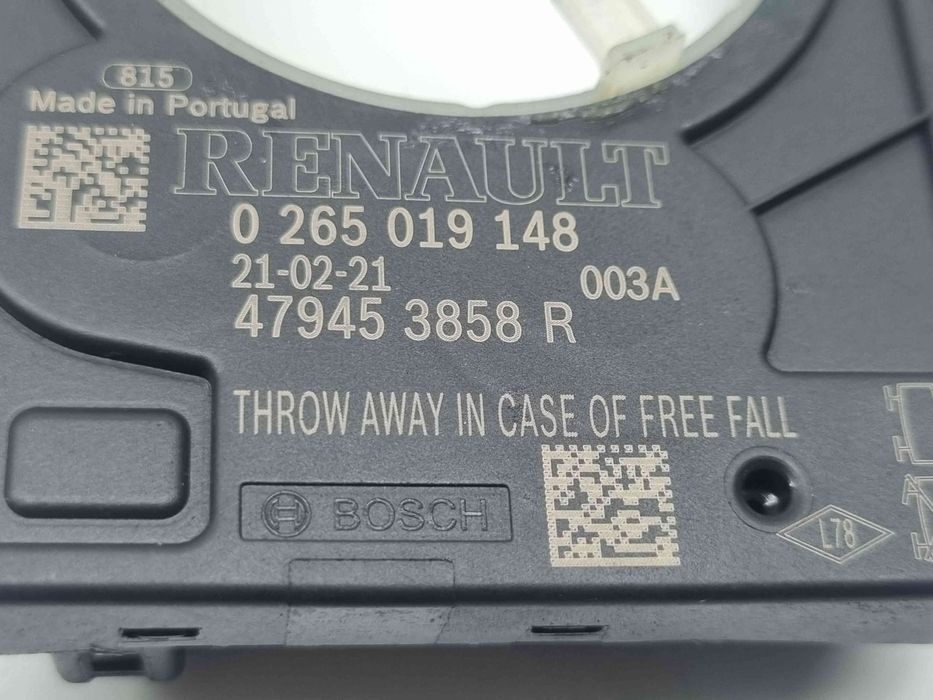 815
Made in Portugal
RENAULT
0 265 019 148
21-02-21 003A
47945 3858 R
THROW AWAY IN CASE OF FREE FALL
BOSCH
L78
A